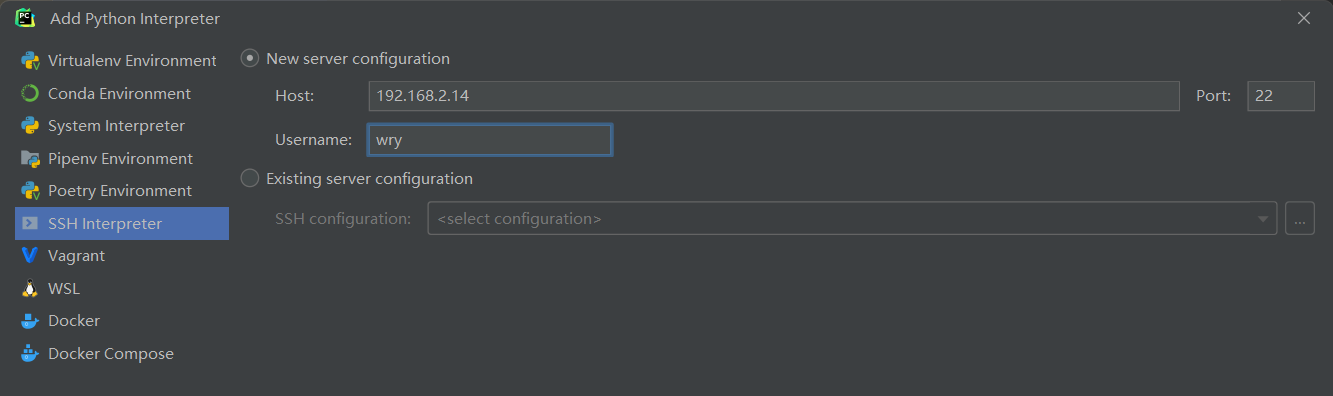 PC
Add Python Interpreter
Virtualenv Environment
Conda Environment
System Interpreter
Pipenv Environment
Poetry Environment
SSH Interpreter
Vagrant
WSL
Docker
Docker Compose
New server configuration
Host: 192.168.2.14 Port: 22
Username: wry
Existing server configuration
SSH configuration: <select configuration> ...